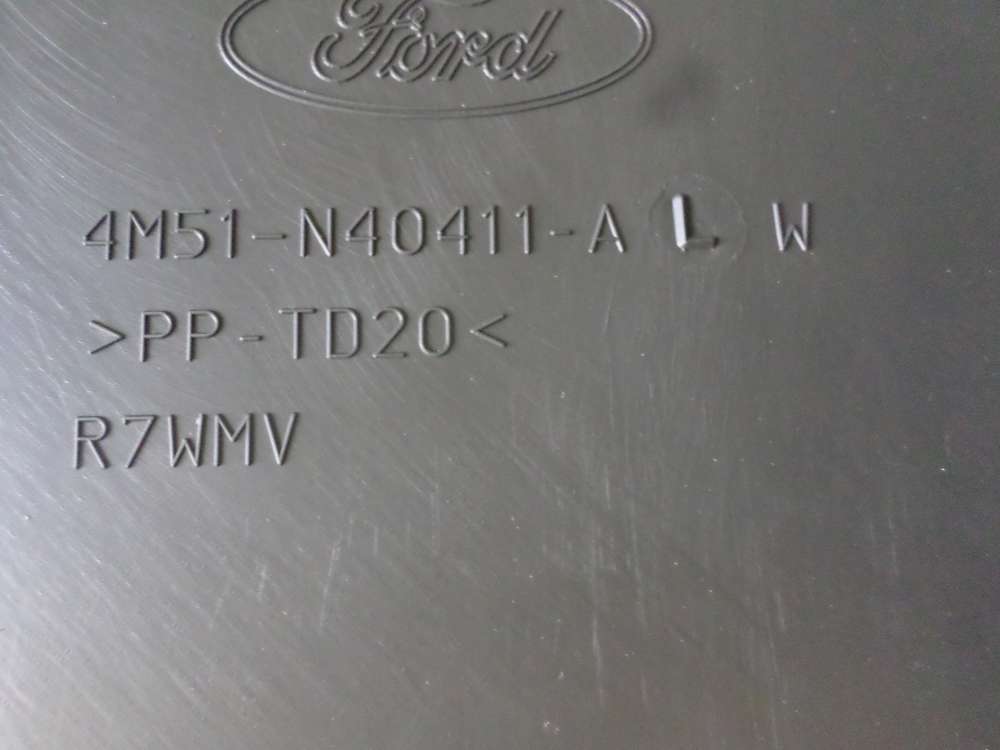 Ford
4M51-N40411-A L W
>PP-TD20<
R7WMV